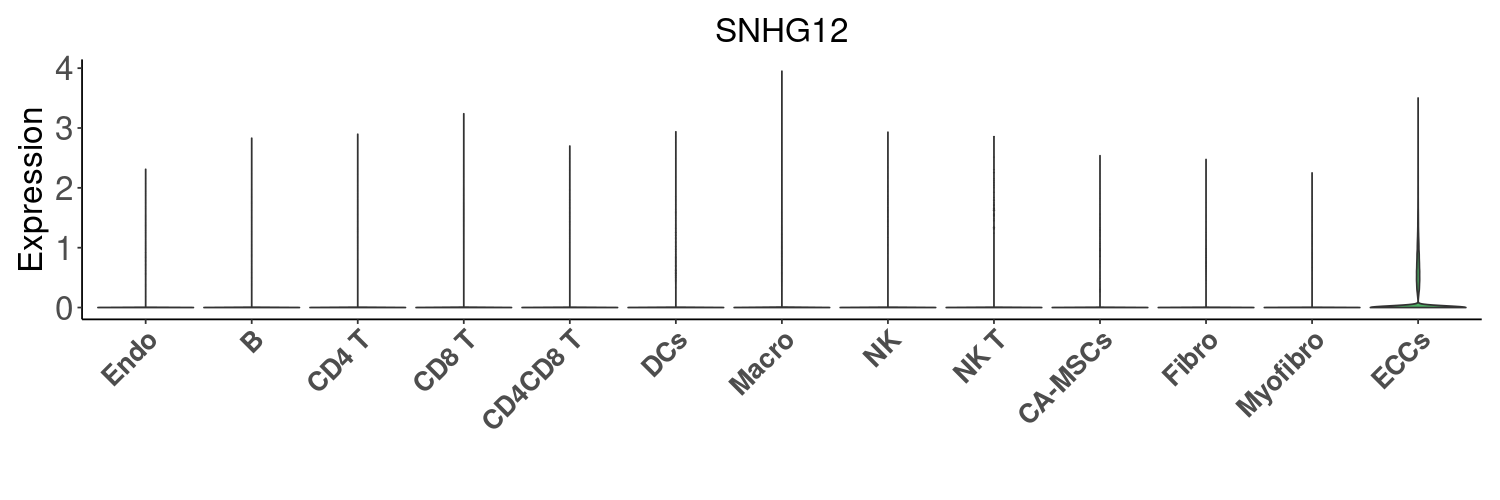 SNHG12
Expression
4
3
2
1
0
Endo
B
CD4 T
CD8 T
CD4CD8 T
DCs
Macro
NK
NK T
CA-MSCs
Fibro
Myofibro
ECCs